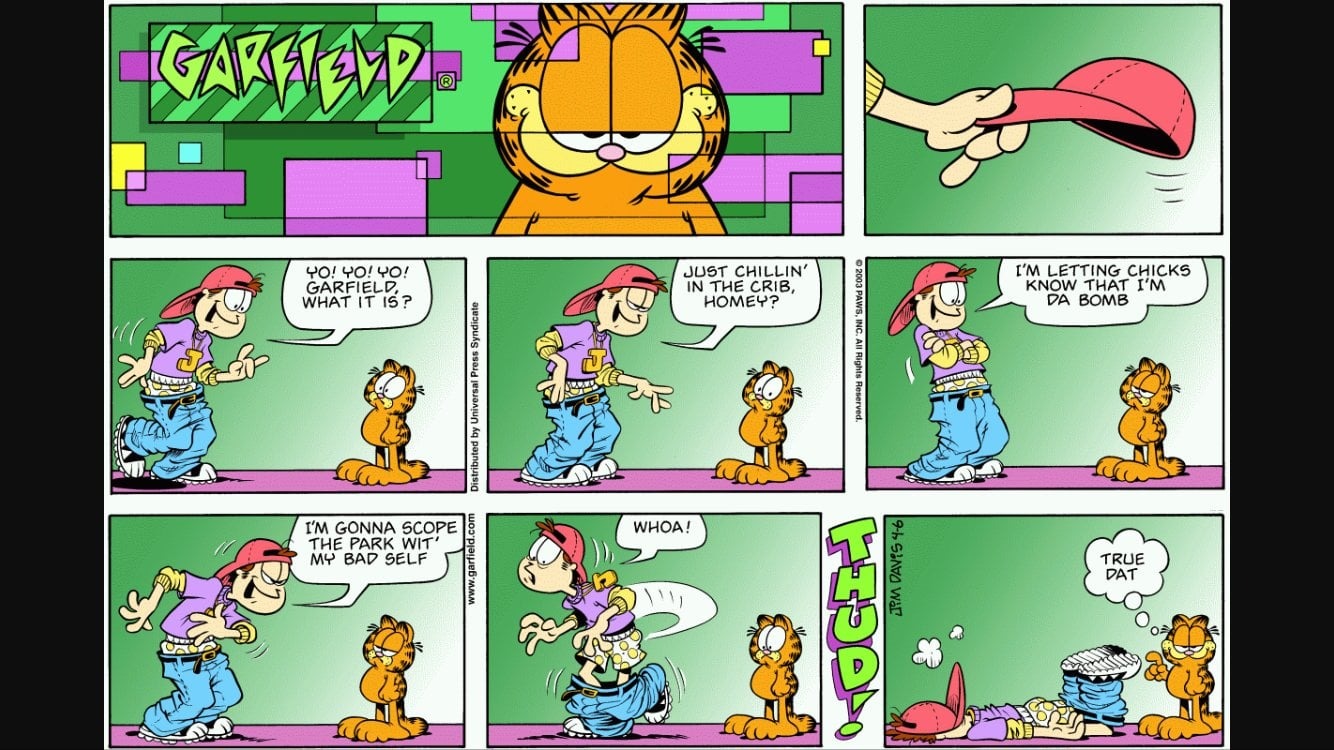 GARFIELD
®
YO! YO! YO!
GARFIELD,
WHAT IT IS?
Distributed by Universal Press Syndicate
JUST CHILLIN'
IN THE CRIB,
HOMEY?
© 2003 PAWS, INC. All Rights Reserved.
I'M LETTING CHICKS
KNOW THAT I'M
DA BOMB
J
J
I'M GONNA SCOPE
THE PARK WIT'
MY BAD SELF
www.garfield.com
WHOA!
THUD!
JIM DAVIS 4-6
TRUE
DAT